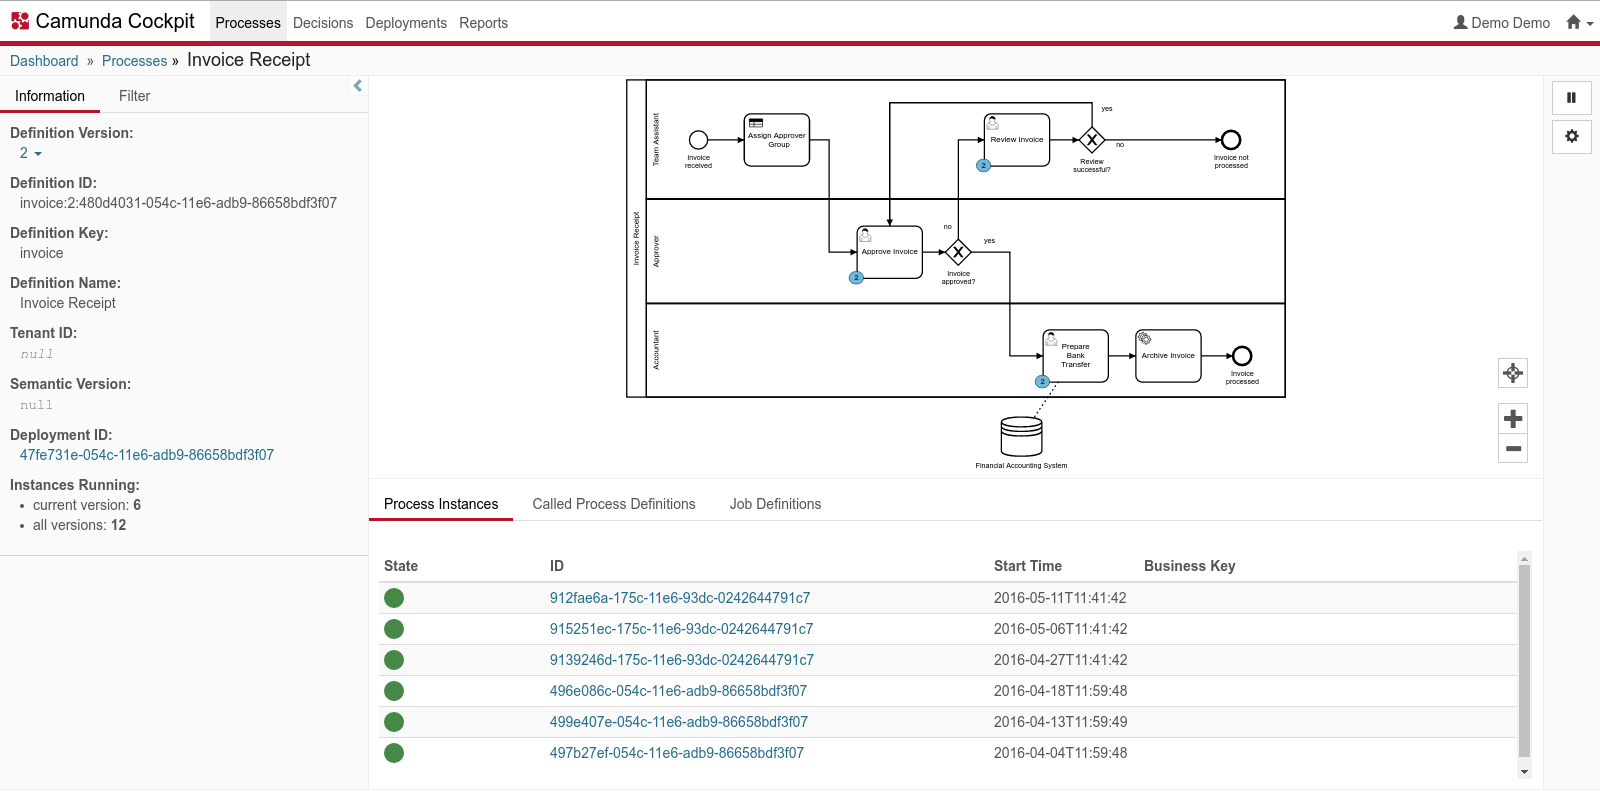 Camunda Cockpit Processes Decisions Deployments Reports Demo Demo
Dashboard » Processes » Invoice Receipt
Information Filter
Definition Version:
2
Definition ID:
invoice:2:480d4031-054c-11e6-adb9-86658bdf3f07
Definition Key:
invoice
Definition Name:
Invoice Receipt
Tenant ID:
null
Semantic Version:
null
Deployment ID:
47fe731e-054c-11e6-adb9-86658bdf3f07
Instances Running:
• current version: 6
• all versions: 12
Invoice Receipt
Team Assistant
Invoice
received
Assign Approver
Group
Review Invoice
2
yes
no
Review
successful?
Invoice not
processed
Approver
Approve Invoice
2
no
yes
Invoice
approved?
Accountant
Prepare
Bank
Transfer
2
Archive Invoice
Invoice
processed
Financial Accounting System
Process Instances Called Process Definitions Job Definitions
State ID Start Time Business Key
912fae6a-175c-11e6-93dc-0242644791c7 2016-05-11T11:41:42
915251ec-175c-11e6-93dc-0242644791c7 2016-05-06T11:41:42
9139246d-175c-11e6-93dc-0242644791c7 2016-04-27T11:41:42
496e086c-054c-11e6-adb9-86658bdf3f07 2016-04-18T11:59:48
499e407e-054c-11e6-adb9-86658bdf3f07 2016-04-13T11:59:49
497b27ef-054c-11e6-adb9-86658bdf3f07 2016-04-04T11:59:48